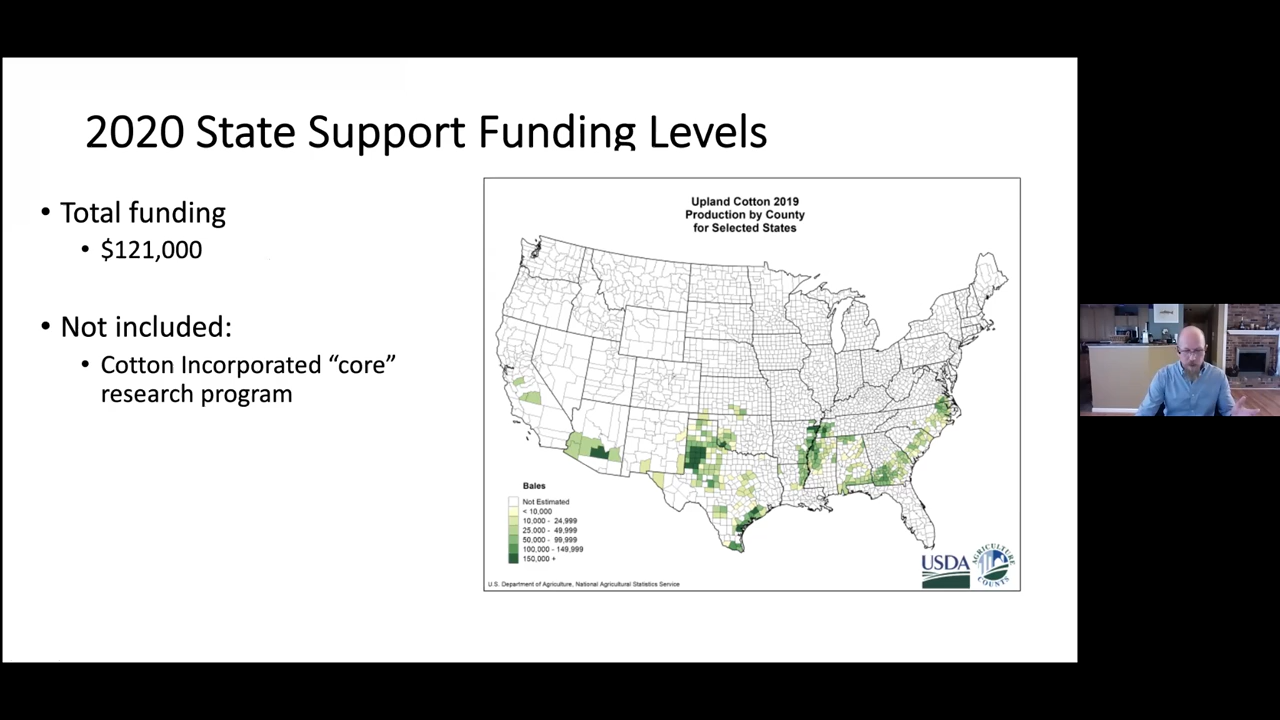 2020 State Support Funding Levels
• Total funding
• $121,000
• Not included:
• Cotton Incorporated “core”
research program
Upland Cotton 2019
Production by County
for Selected States
Bales
Not Estimated
< 10,000
10,000 - 24,999
25,000 - 49,999
50,000 - 99,999
100,000 - 149,999
150,000 +
U.S. Department of Agriculture, National Agricultural Statistics Service
USDA
AGRICULTURE
COUNTS